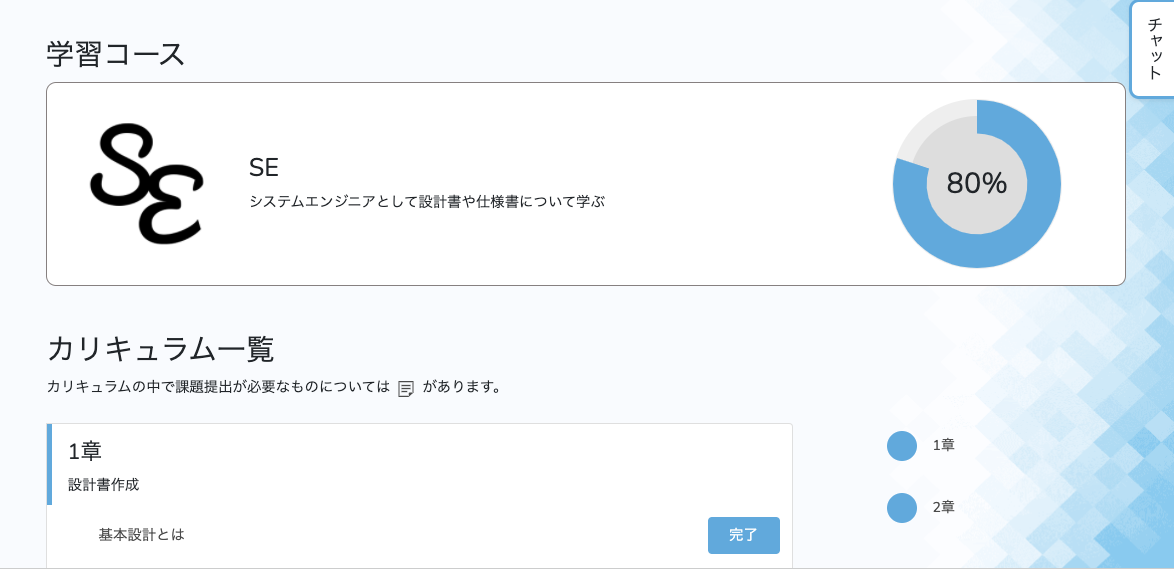 チャット
学習コース
SE
SE
システムエンジニアとして設計書や仕様書について学ぶ
80%
カリキュラム一覧
カリキュラムの中で課題提出が必要なものについては があります。
1章
設計書作成
基本設計とは
完了
1章
2章